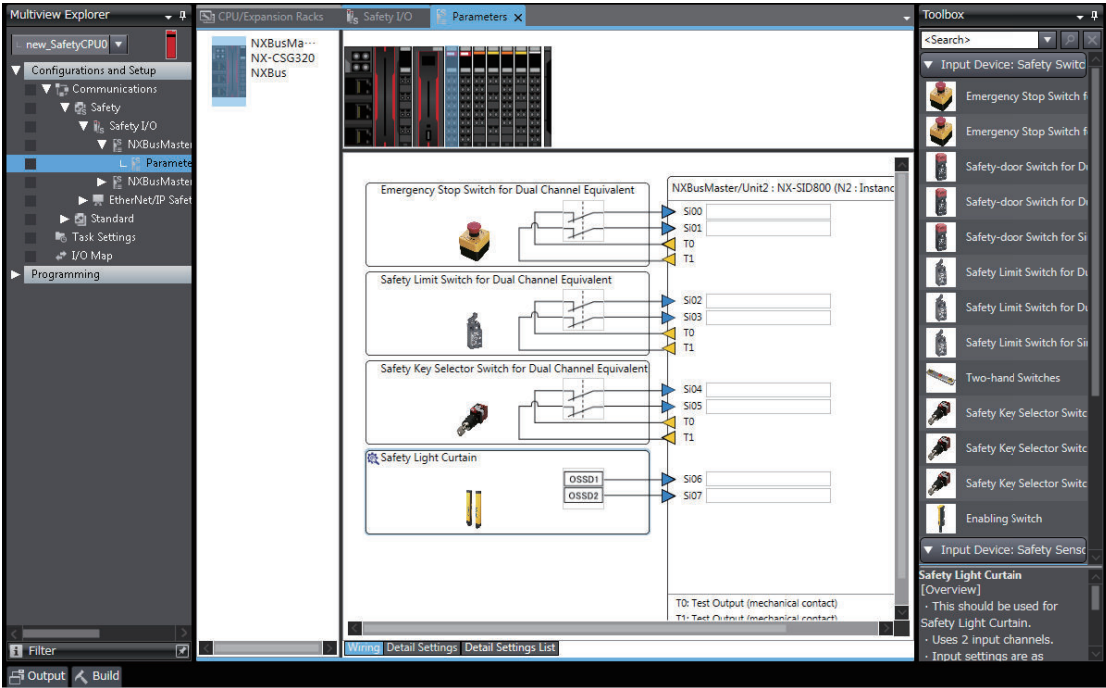 Multiview Explorer
new_SafetyCPU0
Configurations and Setup
Communications
Safety
Safety I/O
NXBusMaster
Paramete
NXBusMaster
EtherNet/IP Safet
Standard
Task Settings
I/O Map
Programming
Filter
CPU/Expansion Racks
Safety I/O
Parameters
NXBusMa···
NX-CSG320
NXBus
Emergency Stop Switch for Dual Channel Equivalent
NXBusMaster/Unit2 : NX-SID800 (N2 : Instanc
Si00
Si01
T0
T1
Safety Limit Switch for Dual Channel Equivalent
Si02
Si03
T0
T1
Safety Key Selector Switch for Dual Channel Equivalent
Si04
Si05
T0
T1
Safety Light Curtain
OSSD1
OSSD2
Si06
Si07
T0: Test Output (mechanical contact)
T1: Test Output (mechanical contact)
Wiring
Detail Settings
Detail Settings List
Toolbox
<Search>
Input Device: Safety Switc
Emergency Stop Switch f
Emergency Stop Switch f
Safety-door Switch for D
Safety-door Switch for D
Safety-door Switch for Si
Safety Limit Switch for Du
Safety Limit Switch for Du
Safety Limit Switch for Si
Two-hand Switches
Safety Key Selector Switc
Safety Key Selector Switc
Safety Key Selector Switc
Enabling Switch
Input Device: Safety Senso
Safety Light Curtain
[Overview]
· This should be used for
Safety Light Curtain.
· Uses 2 input channels.
· Input settings are as
Output
Build